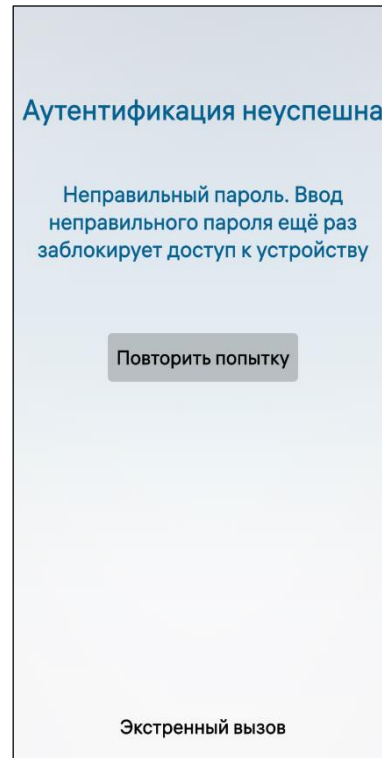 Аутентификация неуспешна
Неправильный пароль. Ввод
неправильного пароля ещё раз
заблокирует доступ к устройству
Повторить попытку
Экстренный вызов